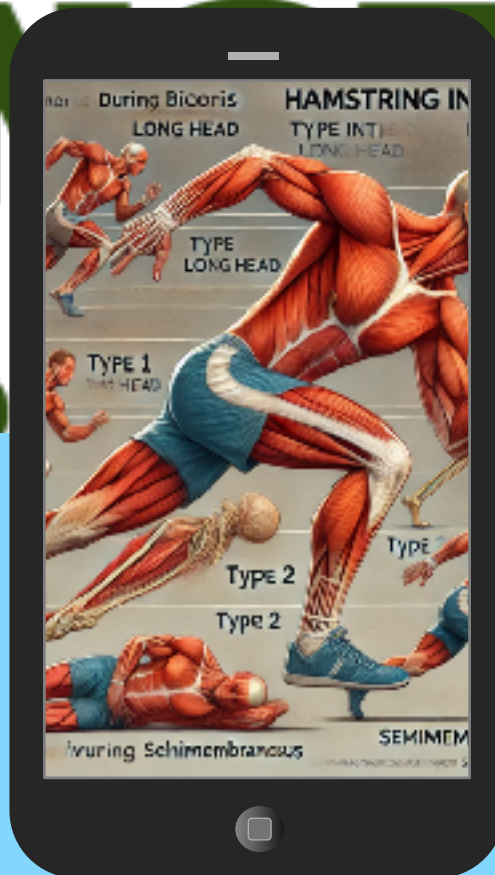 During Bicoris
HAMSTRING IN
LONG HEAD
TYPE INT
LONG HEAD
TYPE
LONG HEAD
TYPE 1
HEAD
TYPE
TYPE 2
TYPE 2
SEMIMEM